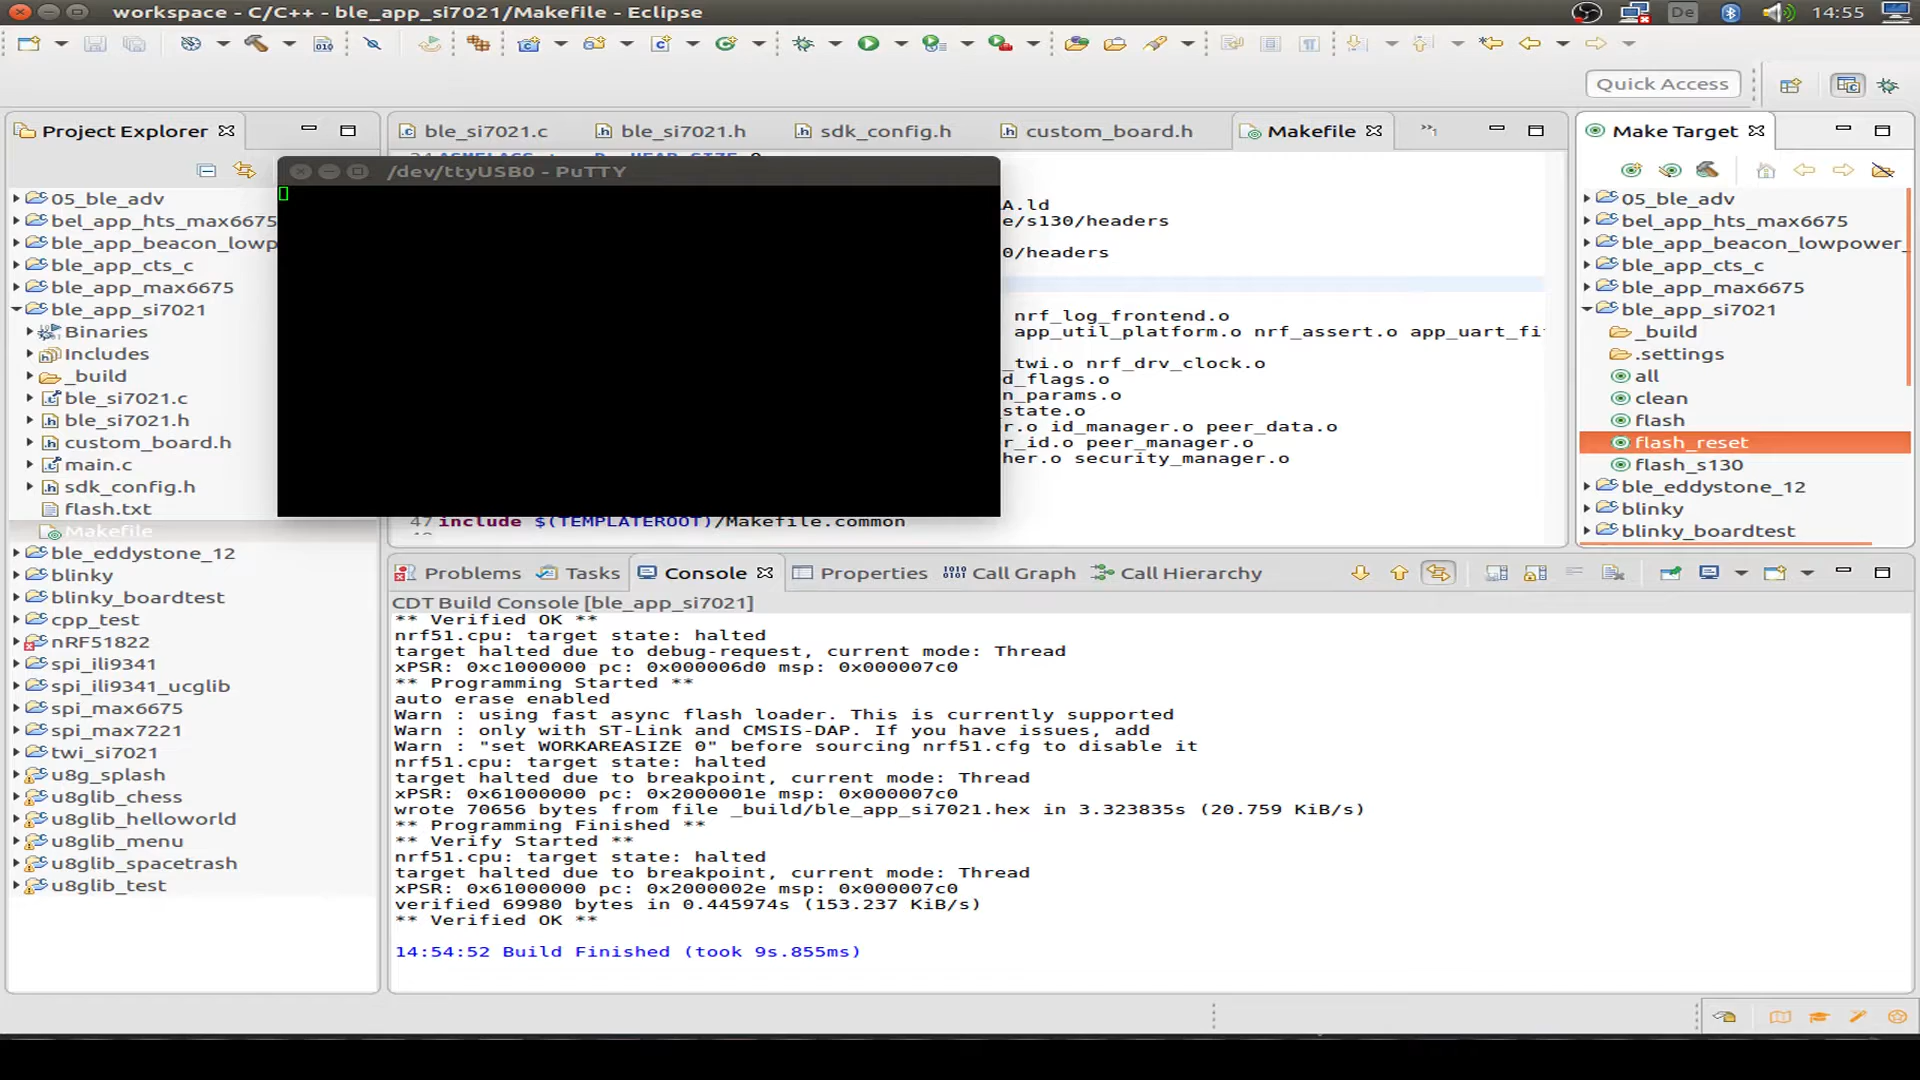 workspace - C/C++ - ble_app_si7021/Makefile - Eclipse
De
14:55
Quick Access
Project Explorer
05_ble_adv
bel_app_hts_max6675
ble_app_beacon_lowp
ble_app_cts_c
ble_app_max6675
ble_app_si7021
Binaries
Includes
_build
ble_si7021.c
ble_si7021.h
custom_board.h
main.c
sdk_config.h
flash.txt
Makefile
ble_eddystone_12
blinky
blinky_boardtest
cpp_test
nRF51822
spi_ili9341
spi_ili9341_ucglib
spi_max6675
spi_max7221
twi_si7021
u8g_splash
u8glib_chess
u8glib_helloworld
u8glib_menu
u8glib_spacetrash
u8glib_test
ble_si7021.c
ble_si7021.h
sdk_config.h
custom_board.h
Makefile
/dev/ttyUSB0 - PuTTY
A.ld
e/s130/headers
0/headers
nrf_log_frontend.o
app_util_platform.o nrf_assert.o app_uart_fi
_twi.o nrf_drv_clock.o
d_flags.o
n_params.o
_state.o
r.o id_manager.o peer_data.o
r_id.o peer_manager.o
her.o security_manager.o
47 include $(TEMPLATEROOT)/Makefile.common
Make Target
05_ble_adv
bel_app_hts_max6675
ble_app_beacon_lowpower_
ble_app_cts_c
ble_app_max6675
ble_app_si7021
_build
.settings
all
clean
flash
flash_reset
flash_s130
ble_eddystone_12
blinky
blinky_boardtest
Problems
Tasks
Console
Properties
Call Graph
Call Hierarchy
CDT Build Console [ble_app_si7021]
** Verified OK **
nrf51.cpu: target state: halted
target halted due to debug-request, current mode: Thread
xPSR: 0xc1000000 pc: 0x000006d0 msp: 0x000007c0
** Programming Started **
auto erase enabled
Warn : using fast async flash loader. This is currently supported
Warn : only with ST-Link and CMSIS-DAP. If you have issues, add
Warn : "set WORKAREASIZE 0" before sourcing nrf51.cfg to disable it
nrf51.cpu: target state: halted
target halted due to breakpoint, current mode: Thread
xPSR: 0x61000000 pc: 0x2000001e msp: 0x000007c0
wrote 70656 bytes from file _build/ble_app_si7021.hex in 3.323835s (20.759 KiB/s)
** Programming Finished **
** Verify Started **
nrf51.cpu: target state: halted
target halted due to breakpoint, current mode: Thread
xPSR: 0x61000000 pc: 0x2000002e msp: 0x000007c0
verified 69980 bytes in 0.445974s (153.237 KiB/s)
** Verified OK **
14:54:52 Build Finished (took 9s.855ms)